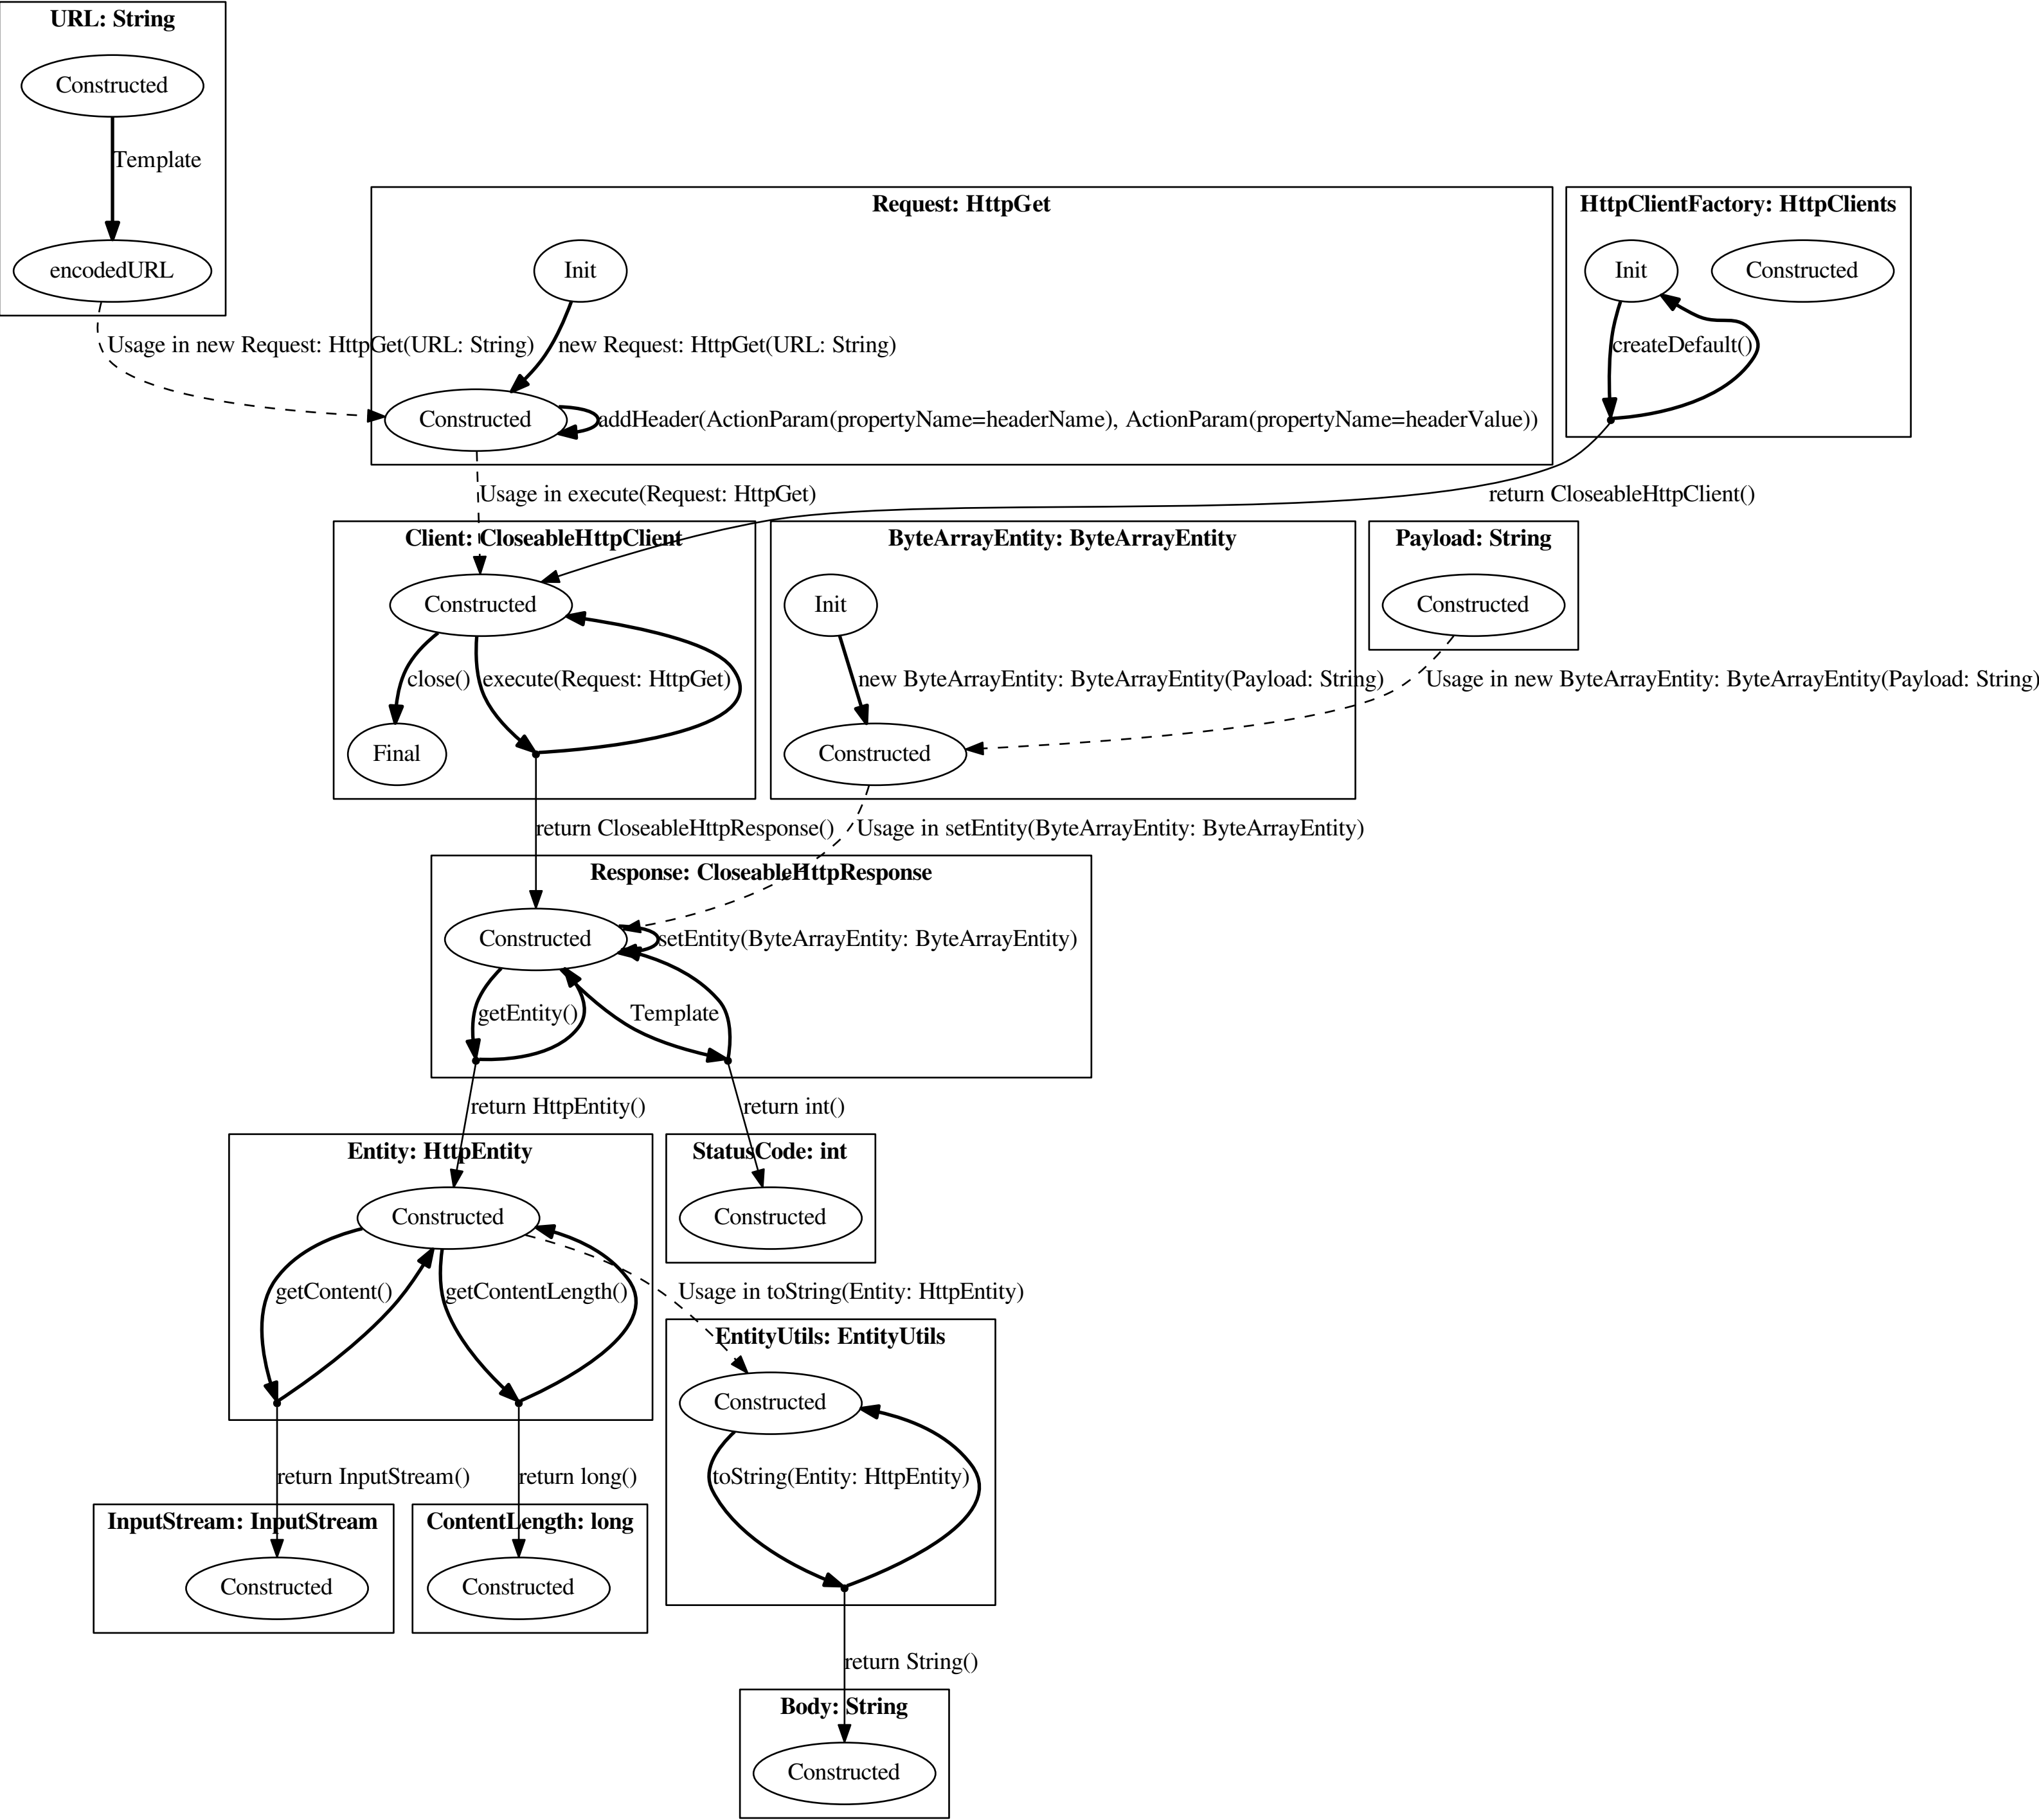 URL: String
Constructed
Template
encodedURL
Request: HttpGet
HttpClientFactory: HttpClients
Init
Init
Constructed
Usage in new Request: HttpGet(URL: String)
new Request: HttpGet(URL: String)
createDefault()
Constructed
addHeader(ActionParam(propertyName=headerName), ActionParam(propertyName=headerValue))
Usage in execute(Request: HttpGet)
return CloseableHttpClient()
Client: CloseableHttpClient
ByteArrayEntity: ByteArrayEntity
Payload: String
Constructed
Init
Constructed
close()
execute(Request: HttpGet)
new ByteArrayEntity: ByteArrayEntity(Payload: String)
Usage in new ByteArrayEntity: ByteArrayEntity(Payload: String)
Final
Constructed
return CloseableHttpResponse()
Usage in setEntity(ByteArrayEntity: ByteArrayEntity)
Response: CloseableHttpResponse
Constructed
setEntity(ByteArrayEntity: ByteArrayEntity)
getEntity()
Template
return HttpEntity()
return int()
Entity: HttpEntity
StatusCode: int
Constructed
Constructed
getContent()
getContentLength()
Usage in toString(Entity: HttpEntity)
EntityUtils: EntityUtils
Constructed
return InputStream()
return long()
toString(Entity: HttpEntity)
InputStream: InputStream
ContentLength: long
Constructed
Constructed
return String()
Body: String
Constructed